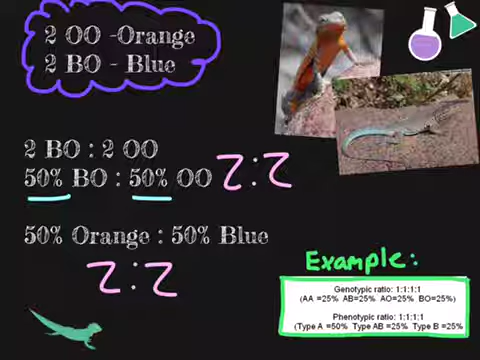 2 OO -Orange
2 BO - Blue
2 BO : 2 OO
50% BO : 50% OO
2:2
50% Orange : 50% Blue
2:2
Example:
Genotypic ratio: 1:1:1:1
(AA =25% AB=25% AO=25% BO=25%)
Phenotypic ratio: 1:1:1:1
(Type A =50% Type AB =25% Type B =25%)